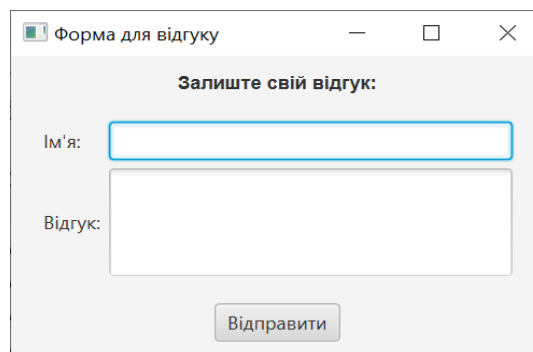 Форма для відгуку
Залиште свій відгук:
Ім'я:
Відгук:
Відправити